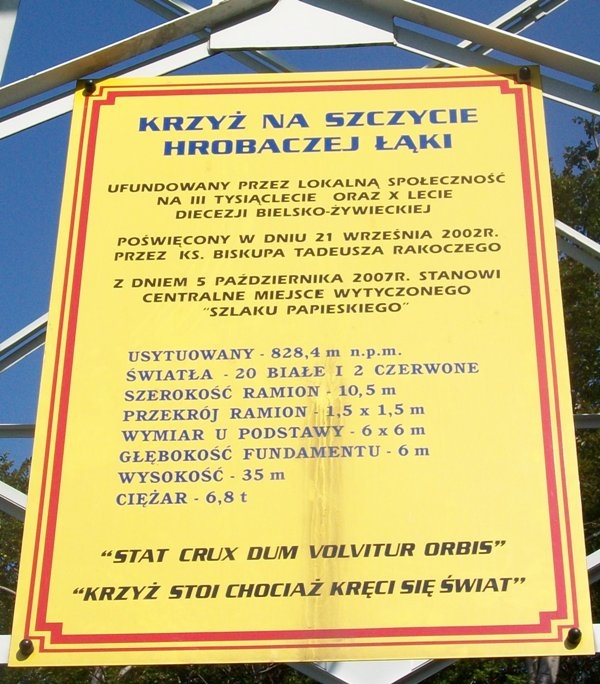 KRZYŻ NA SZCZYCIE
HROBACZEJ ŁĄKI
UFUNDOWANY PRZEZ LOKALNĄ SPOŁECZNOŚĆ
NA III TYSIĄCLECIE ORAZ X LECIE
DIECEZJI BIELSKO-ŻYWIECKIEJ
POŚWIĘCONY W DNIU 21 WRZEŚNIA 2002R.
PRZEZ KS. BISKUPA TADEUSZA RAKOCZEGO
Z DNIEM 5 PAŹDZIERNIKA 2007R. STANOWI
CENTRALNE MIEJSCE WYTYCZONEGO
"SZLAKU PAPIESKIEGO"
USYTUOWANY - 828,4 m n.p.m.
ŚWIATŁA - 20 BIAŁE I 2 CZERWONE
SZEROKOŚĆ RAMION - 10,5 m
PRZEKRÓJ RAMION - 1,5 x 1,5 m
WYMIAR U PODSTAWY - 6 x 6 m
GŁĘBOKOŚĆ FUNDAMENTU - 6 m
WYSOKOŚĆ - 35 m
CIĘŻAR - 6,8 t
"STAT CRUX DUM VOLVITUR ORBIS"
"KRZYŻ STOI CHOCIAŻ KRĘCI SIĘ ŚWIAT"